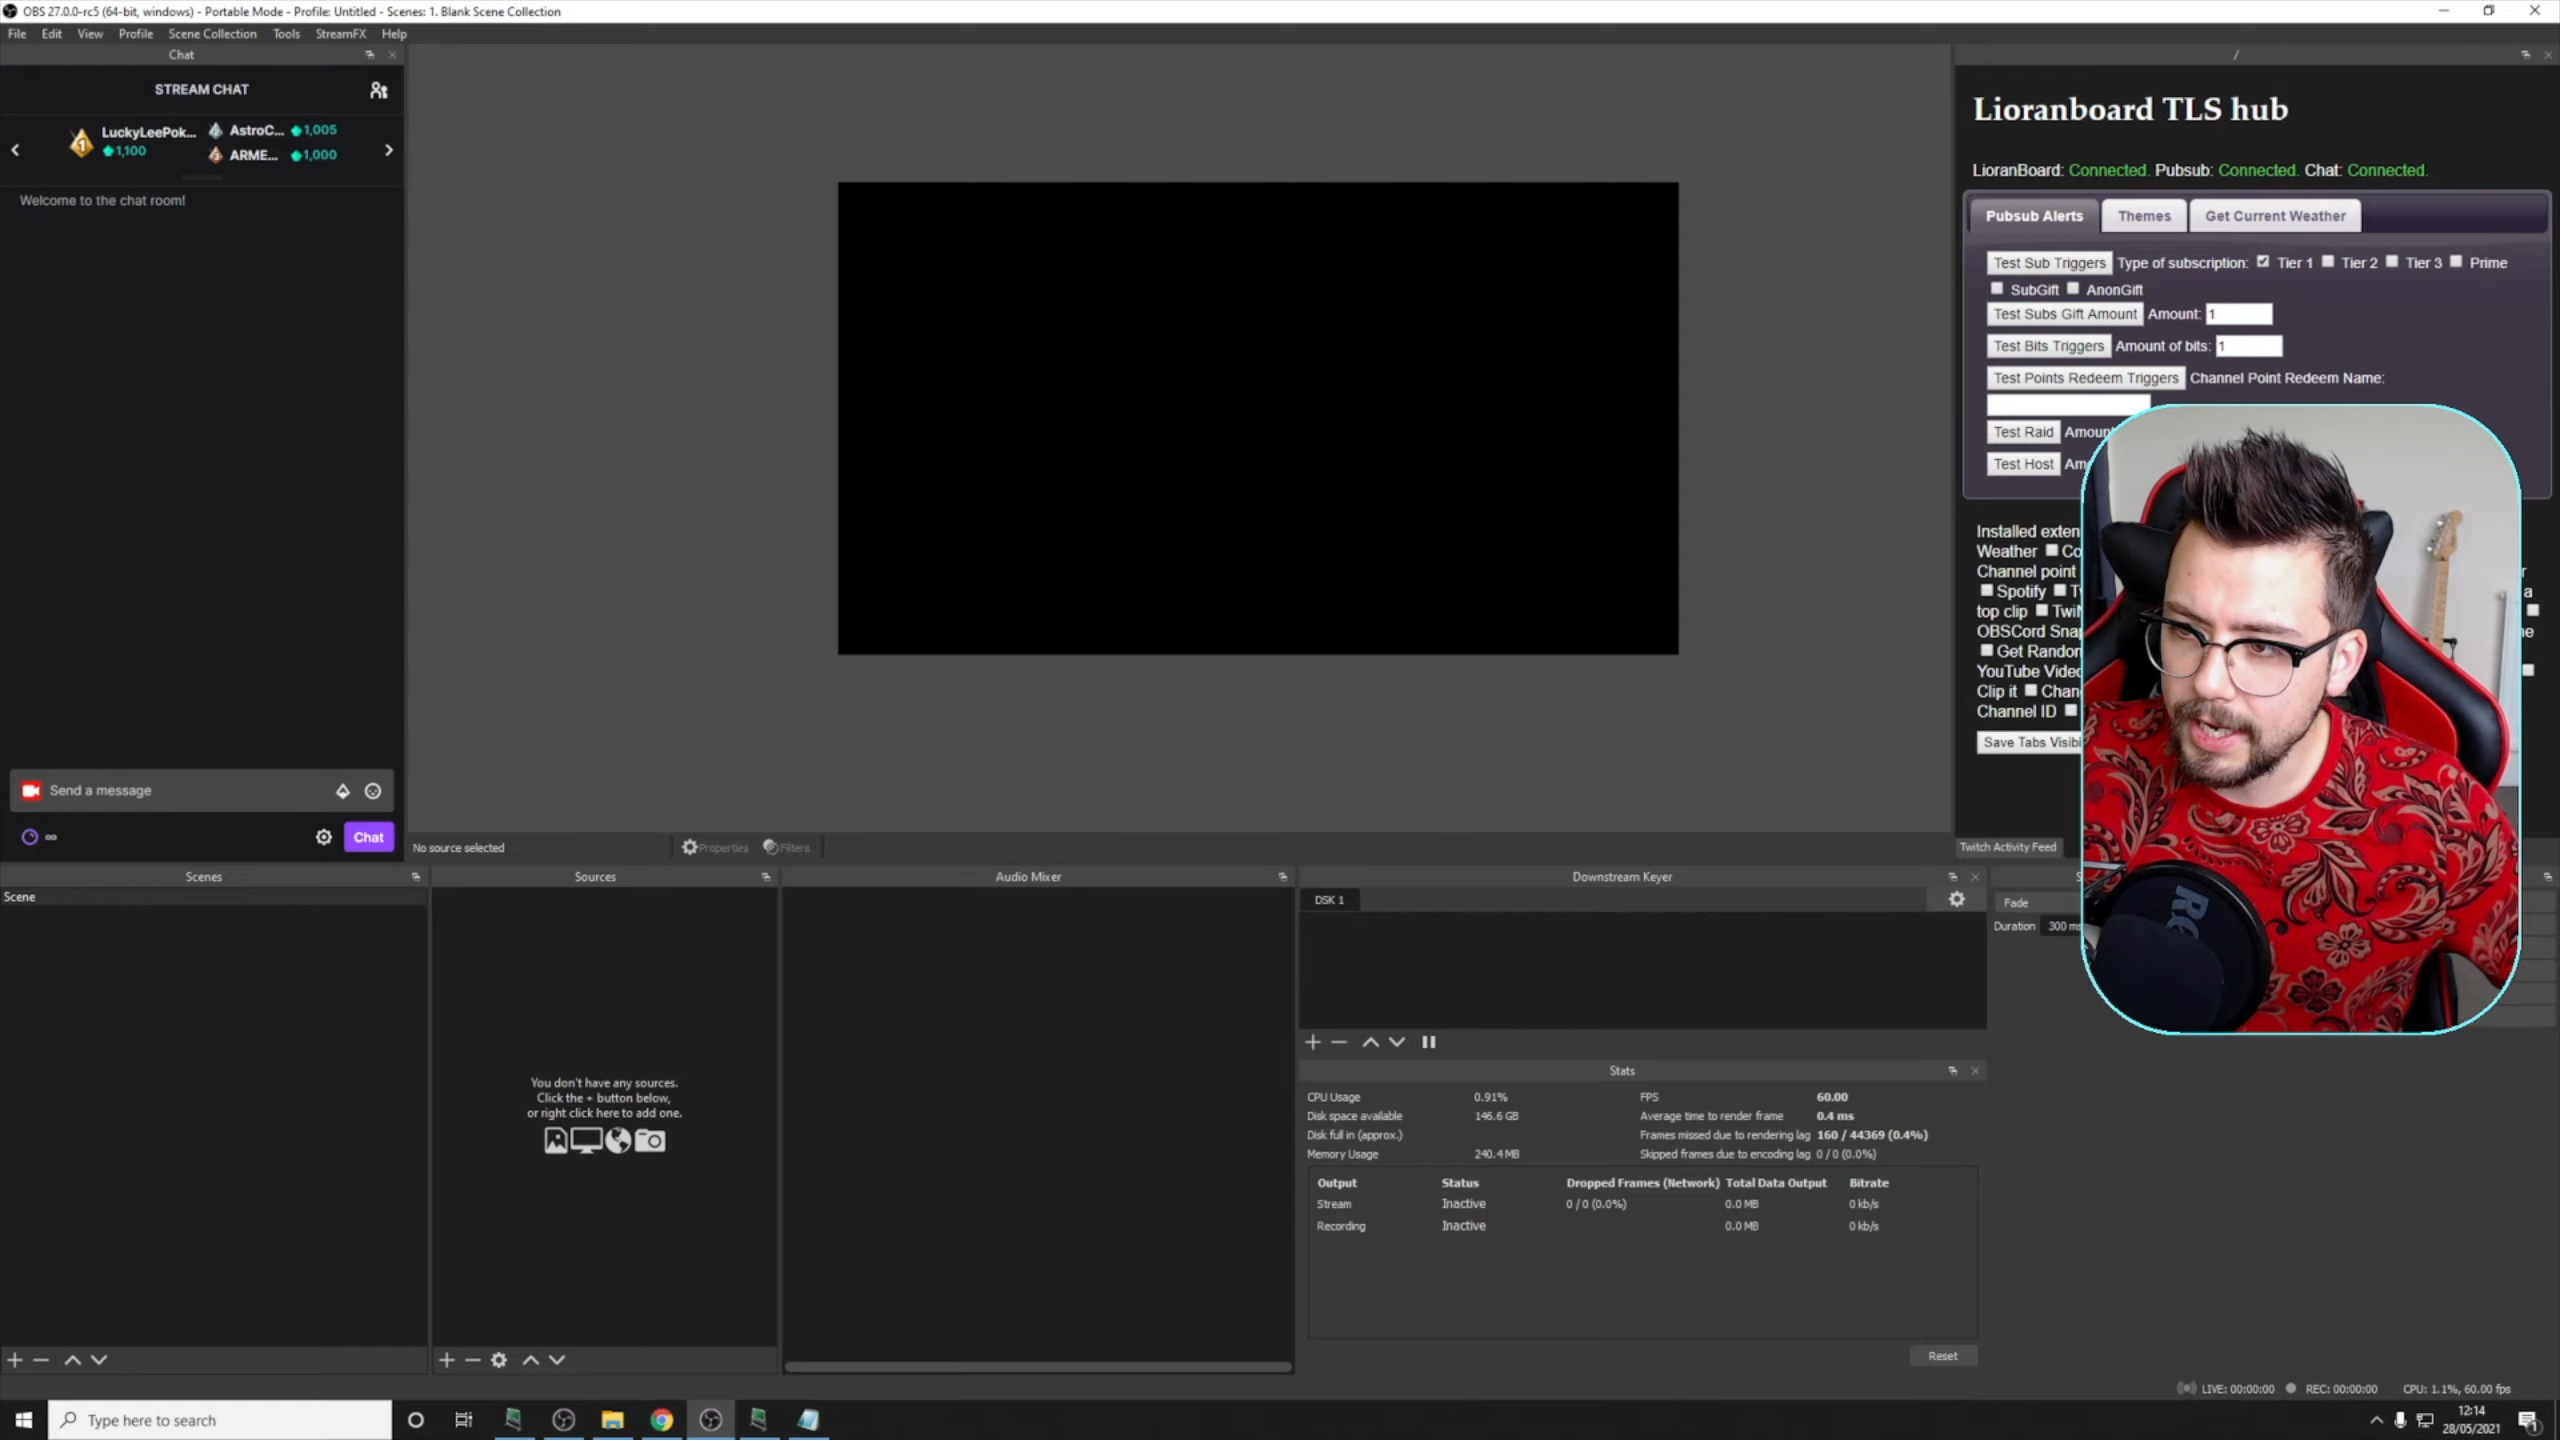 OBS 27.0.0-rc5 (64-bit, windows) - Portable Mode - Profile: Untitled - Scenes: 1. Blank Scene Collection
File Edit View Profile Scene Collection Tools StreamFX Help
Chat
STREAM CHAT
LuckyLeePok... 1,100
AstroC... 1,005
ARME... 1,000
Welcome to the chat room!
Send a message
Chat
No source selected
Properties
Filters
/
Lioranboard TLS hub
LioranBoard: Connected. Pubsub: Connected. Chat: Connected.
Pubsub Alerts Themes Get Current Weather
Test Sub Triggers Type of subscription: Tier 1 Tier 2 Tier 3 Prime
SubGift AnonGift
Test Subs Gift Amount Amount: 1
Test Bits Triggers Amount of bits: 1
Test Points Redeem Triggers Channel Point Redeem Name:
Test Raid
Test Host
Installed
Weather
Channel point
Spotify
top clip
OBSCord
Get Random
YouTube
Clip it
Channel ID
Save Tabs
Twitch Activity Feed
Scenes
Scene
Sources
You don't have any sources.
Click the + button below,
or right click here to add one.
Audio Mixer
Downstream Keyer
DSK 1
Fade
Duration 300 ms
Stats
CPU Usage 0.91% FPS 60.00
Disk space available 146.6 GB Average time to render frame 0.4 ms
Disk full in (approx.) Frames missed due to rendering lag 160 / 44369 (0.4%)
Memory Usage 240.4 MB Skipped frames due to encoding lag 0 / 0 (0.0%)
Output Status Dropped Frames (Network) Total Data Output Bitrate
Stream Inactive 0 / 0 (0.0%) 0.0 MB 0 kb/s
Recording Inactive 0.0 MB 0 kb/s
Reset
LIVE: 00:00:00 REC: 00:00:00 CPU: 1.1%, 60.00 fps
Type here to search
12:14
28/05/2021